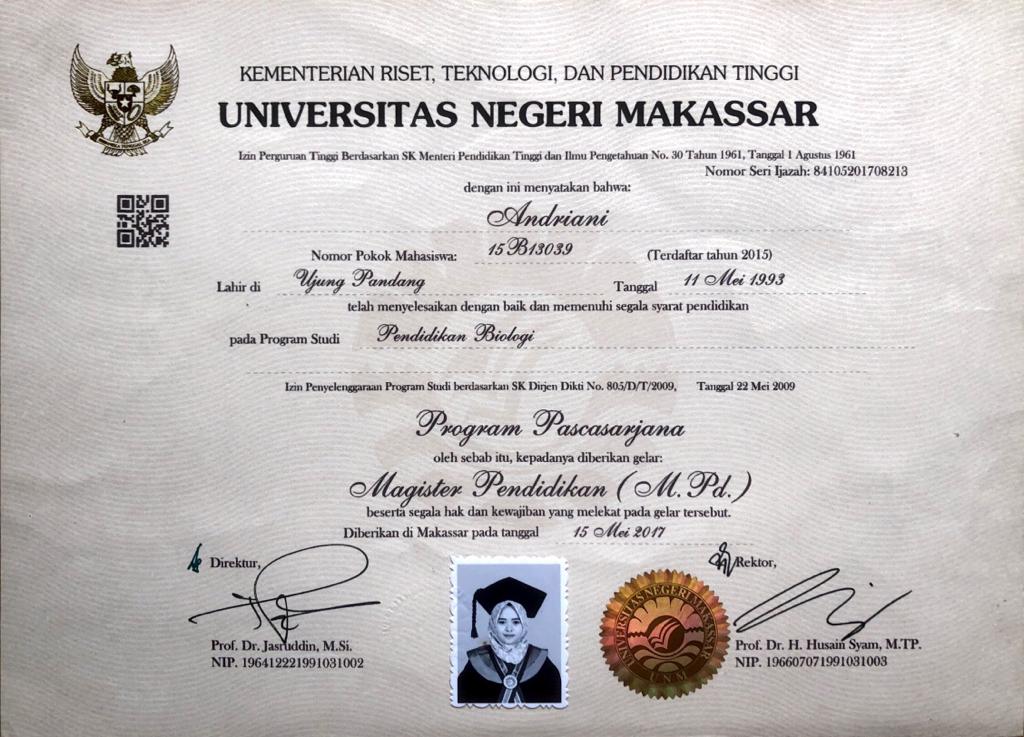 KEMENTERIAN RISET, TEKNOLOGI, DAN PENDIDIKAN TINGGI
UNIVERSITAS NEGERI MAKASSAR
Izin Perguruan Tinggi Berdasarkan SK Menteri Pendidikan Tinggi dan Ilmu Pengetahuan No. 30 Tahun 1961, Tanggal 1 Agustus 1961
Nomor Seri Ijazah: 84105201708213
dengan ini menyatakan bahwa:
Andriani
Nomor Pokok Mahasiswa: 15B13039 (Terdaftar tahun 2015)
Lahir di Ujung Pandang Tanggal 11 Mei 1993
telah menyelesaikan dengan baik dan memenuhi segala syarat pendidikan
pada Program Studi Pendidikan Biologi
Izin Penyelenggaraan Program Studi berdasarkan SK Dirjen Dikti No. 805/D/T/2009, Tanggal 22 Mei 2009
Program Pascasarjana
oleh sebab itu, kepadanya diberikan gelar:
Magister Pendidikan (M.Pd.)
beserta segala hak dan kewajiban yang melekat pada gelar tersebut.
Diberikan di Makassar pada tanggal 15 Mei 2017
Direktur,
Prof. Dr. Jasruddin, M.Si.
NIP. 196412221991031002
UNIVERSITAS NEGERI MAKASSAR
UNM
Rektor,
Prof. Dr. H. Husain Syam, M.TP.
NIP. 196607071991031003